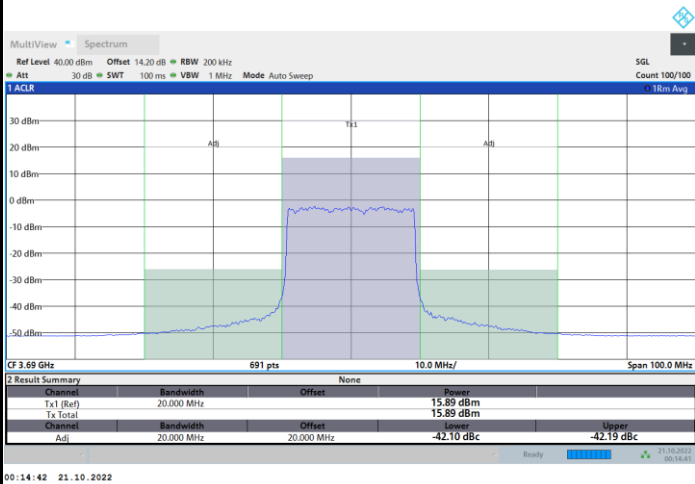 MultiView Spectrum
Ref Level 40.00 dBm Offset 14.20 dB RBW 200 kHz SGL
Att 30 dB SWT 100 ms VBW 1 MHz Mode Auto Sweep Count 100/100
1 ACLR 1Rm Avg
30 dBm
Tx1
20 dBm
Adj Adj
10 dBm
0 dBm
-10 dBm
-20 dBm
-30 dBm
-40 dBm
-50 dBm
CF 3.69 GHz 691 pts 10.0 MHz/ Span 100.0 MHz
2 Result Summary None
Channel Bandwidth Offset Power
Tx1 (Ref) 20.000 MHz 15.89 dBm
Tx Total 15.89 dBm
Channel Bandwidth Offset Lower Upper
Adj 20.000 MHz 20.000 MHz -42.10 dBc -42.19 dBc
Ready 21.10.2022
00:14:41
00:14:42 21.10.2022